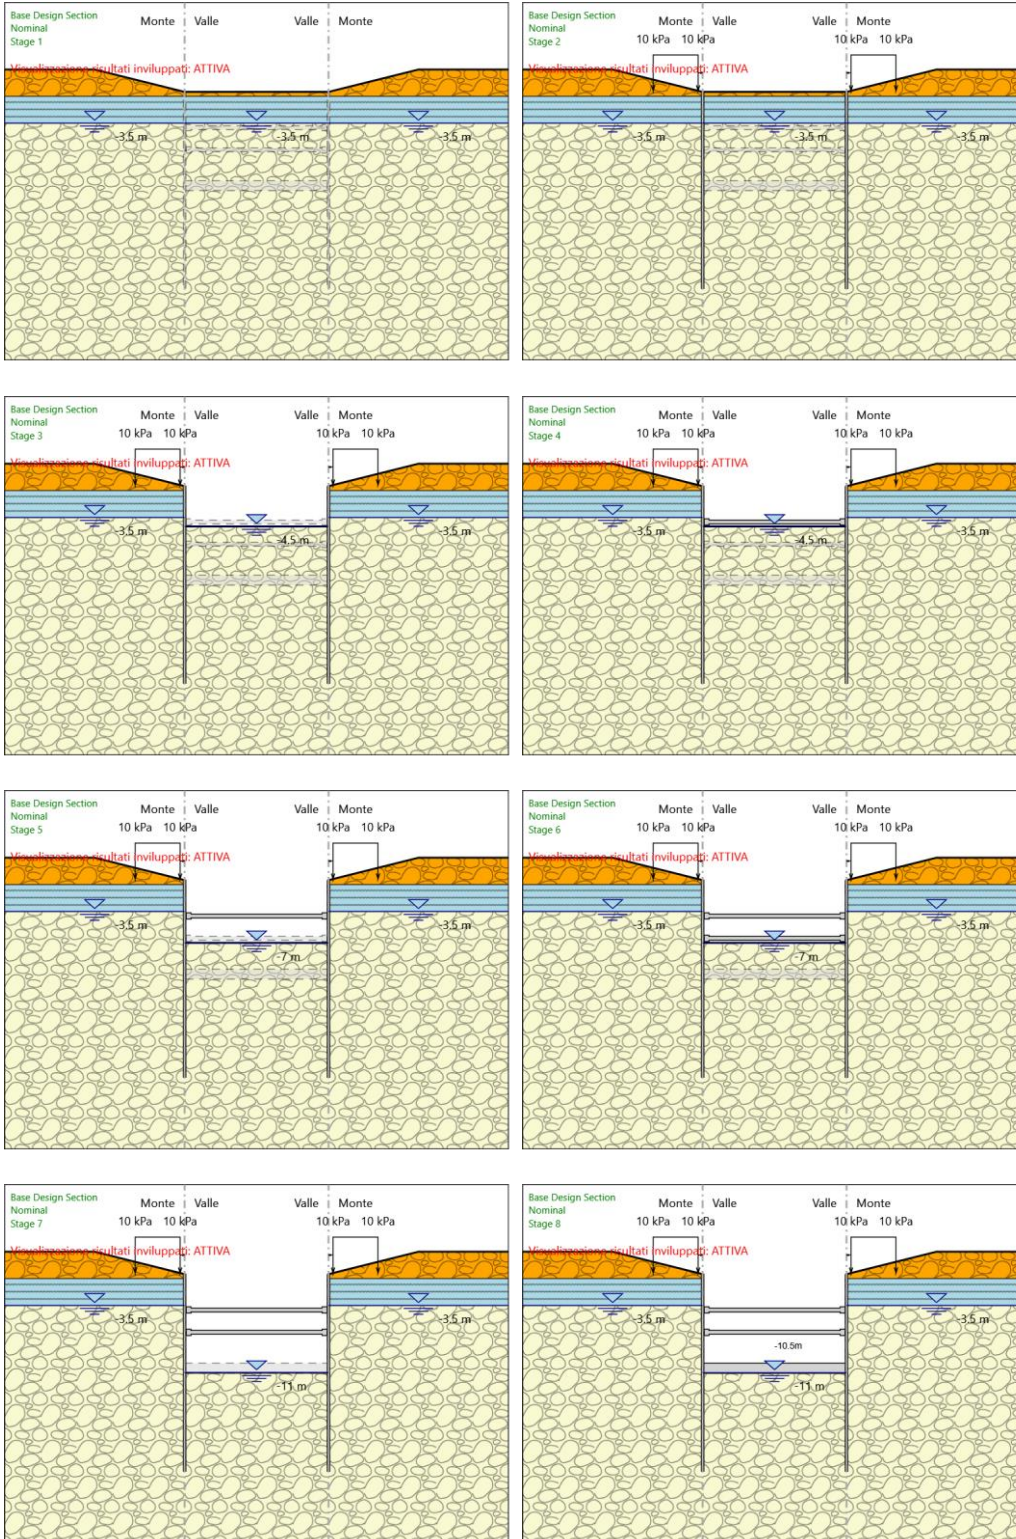 Base Design Section
Nominal
Stage 1
Monte Valle Valle Monte
Visualizzazione risultati inviluppati: ATTIVA
-3.5 m -3.5 m -3.5 m
Base Design Section
Nominal
Stage 2
Monte Valle Valle Monte
10 kPa 10 kPa 10 kPa 10 kPa
Visualizzazione risultati inviluppati: ATTIVA
-3.5 m -3.5 m -3.5 m
Base Design Section
Nominal
Stage 3
Monte Valle Valle Monte
10 kPa 10 kPa 10 kPa 10 kPa
Visualizzazione risultati inviluppati: ATTIVA
-3.5 m -4.5 m -3.5 m
Base Design Section
Nominal
Stage 4
Monte Valle Valle Monte
10 kPa 10 kPa 10 kPa 10 kPa
Visualizzazione risultati inviluppati: ATTIVA
-3.5 m -4.5 m -3.5 m
Base Design Section
Nominal
Stage 5
Monte Valle Valle Monte
10 kPa 10 kPa 10 kPa 10 kPa
Visualizzazione risultati inviluppati: ATTIVA
-3.5 m -7 m -3.5 m
Base Design Section
Nominal
Stage 6
Monte Valle Valle Monte
10 kPa 10 kPa 10 kPa 10 kPa
Visualizzazione risultati inviluppati: ATTIVA
-3.5 m -7 m -3.5 m
Base Design Section
Nominal
Stage 7
Monte Valle Valle Monte
10 kPa 10 kPa 10 kPa 10 kPa
Visualizzazione risultati inviluppati: ATTIVA
-3.5 m -3.5 m
-11 m
Base Design Section
Nominal
Stage 8
Monte Valle Valle Monte
10 kPa 10 kPa 10 kPa 10 kPa
Visualizzazione risultati inviluppati: ATTIVA
-3.5 m -3.5 m
-10.5m
-11 m